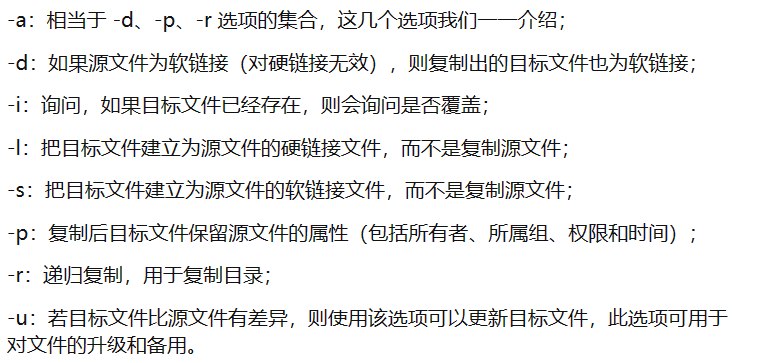 -a：相当于 -d、-p、-r 选项的集合，这几个选项我们一一介绍；
-d：如果源文件为软链接（对硬链接无效），则复制出的目标文件也为软链接；
-i：询问，如果目标文件已经存在，则会询问是否覆盖；
-l：把目标文件建立为源文件的硬链接文件，而不是复制源文件；
-s：把目标文件建立为源文件的软链接文件，而不是复制源文件；
-p：复制后目标文件保留源文件的属性（包括所有者、所属组、权限和时间）；
-r：递归复制，用于复制目录；
-u：若目标文件比源文件有差异，则使用该选项可以更新目标文件，此选项可用于
对文件的升级和备用。